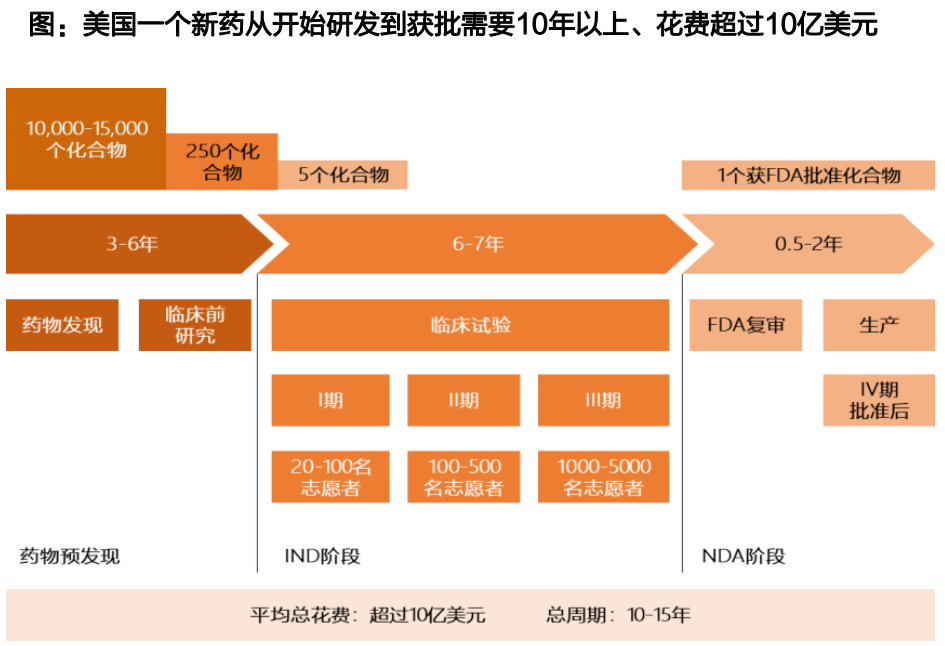 图：美国一个新药从开始研发到获批需要10年以上、花费超过10亿美元
10,000-15,000
个化合物
250个化
合物
5个化合物
1个获FDA批准化合物
3-6年
6-7年
0.5-2年
药物发现
临床前
研究
临床试验
FDA复审
生产
I期
II期
III期
IV期
批准后
20-100名
志愿者
100-500
名志愿者
1000-5000
名志愿者
药物预发现
IND阶段
NDA阶段
平均总花费：超过10亿美元 总周期：10-15年